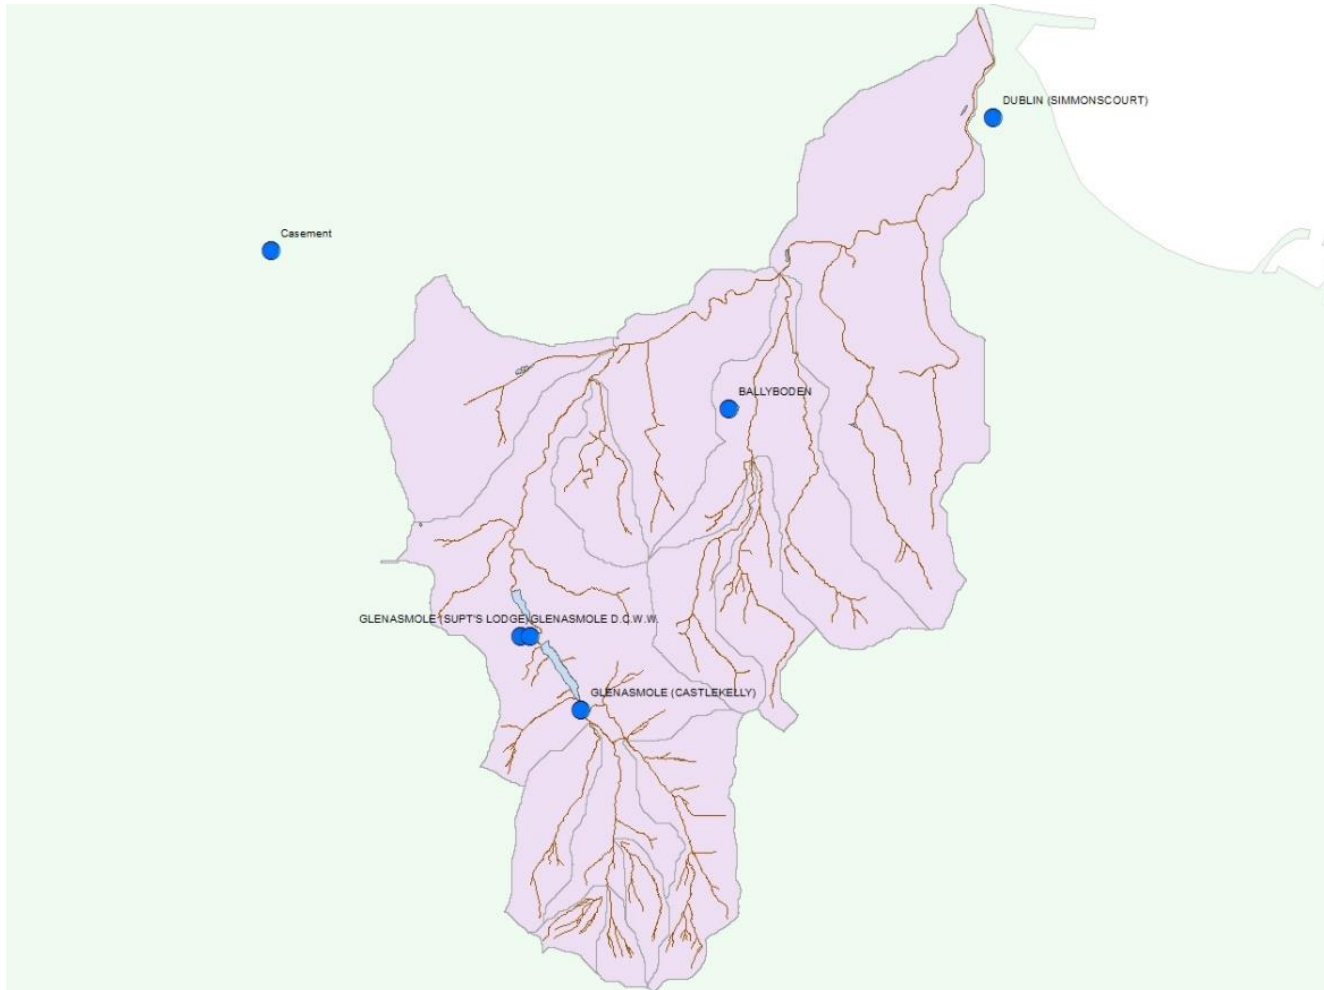 DUBLIN (SIMMONSCOURT)
Casement
BALLYBODEN
GLENASMOLE (SUPT'S LODGE)
GLENASMOLE D.C.W.W.
GLENASMOLE (CASTLEKELLY)